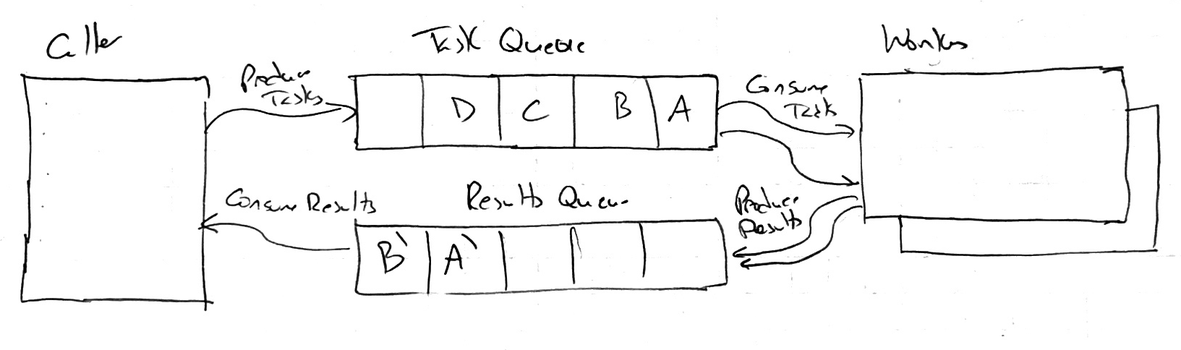 Caller
Task Queue
Workers
Produce
Tasks
Consume
Tasks
D C B A
Consume Results
Results Queue
Produce
Results
B` A`